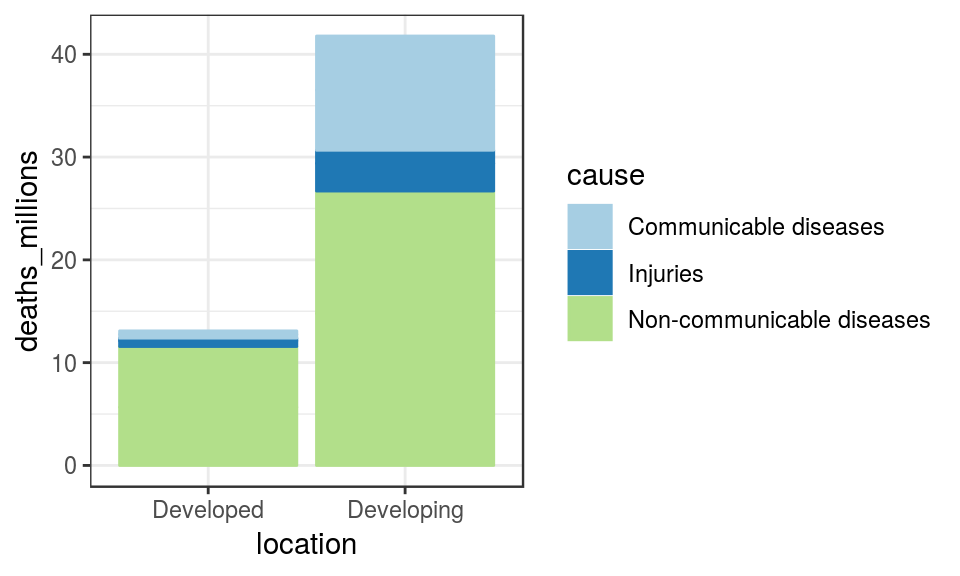 deaths_millions
40
30
20
10
0
Developed
Developing
location
cause
Communicable diseases
Injuries
Non-communicable diseases